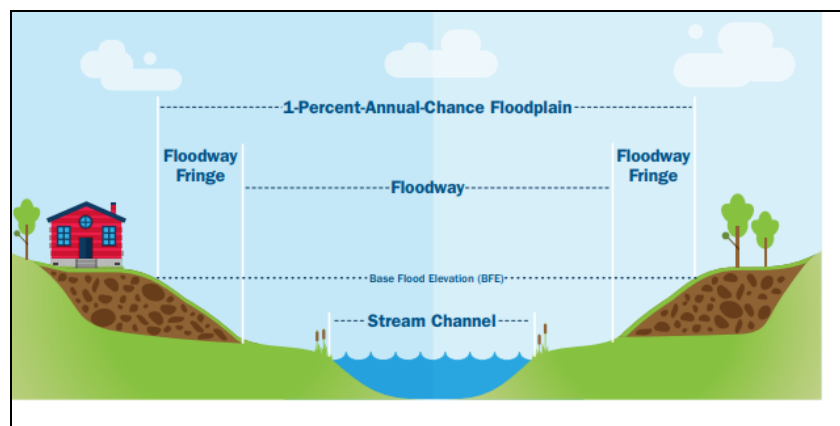 1-Percent-Annual-Chance Floodplain
Floodway
Fringe
Floodway
Fringe
Floodway
Base Flood Elevation (BFE)
Stream Channel